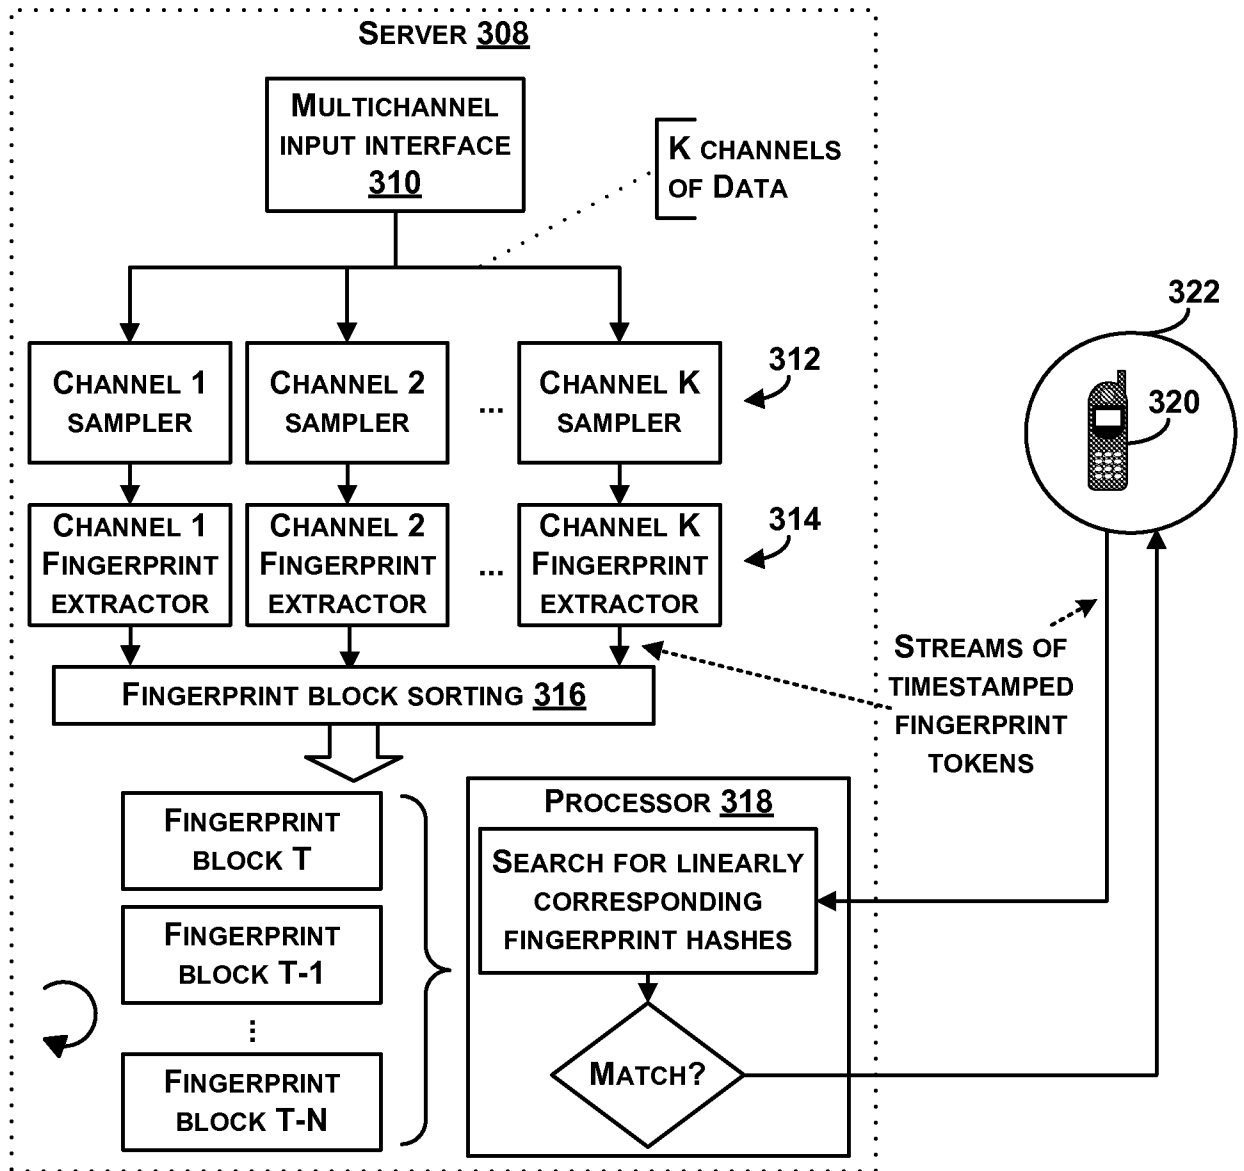 Server 308
Multichannel
input interface
310
K channels
of Data
Channel 1
sampler
Channel 2
sampler
...
Channel K
sampler
312
Channel 1
Fingerprint
extractor
Channel 2
Fingerprint
extractor
...
Channel K
Fingerprint
extractor
314
322
320
Streams of
timestamped
fingerprint
tokens
Fingerprint block sorting 316
Fingerprint
block T
Fingerprint
block T-1
...
Fingerprint
block T-N
Processor 318
Search for linearly
corresponding
fingerprint hashes
Match?